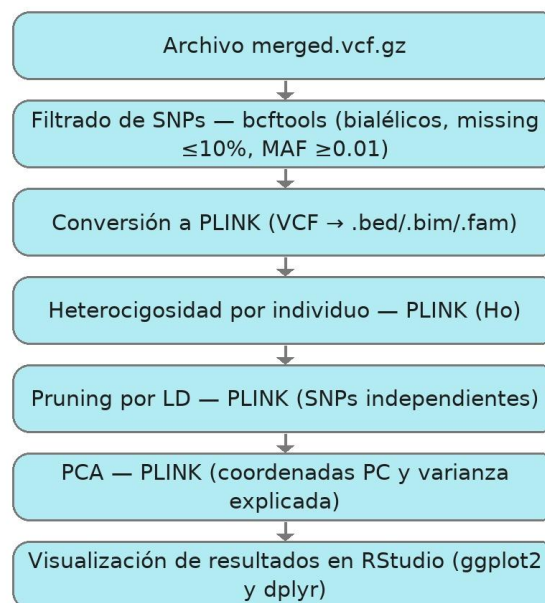 Archivo merged.vcf.gz
Filtrado de SNPs — bcftools (bialélicos, missing
≤10%, MAF ≥0.01)
Conversión a PLINK (VCF → .bed/.bim/.fam)
Heterocigosidad por individuo — PLINK (Ho)
Pruning por LD — PLINK (SNPs independientes)
PCA — PLINK (coordenadas PC y varianza
explicada)
Visualización de resultados en RStudio (ggplot2
y dplyr)